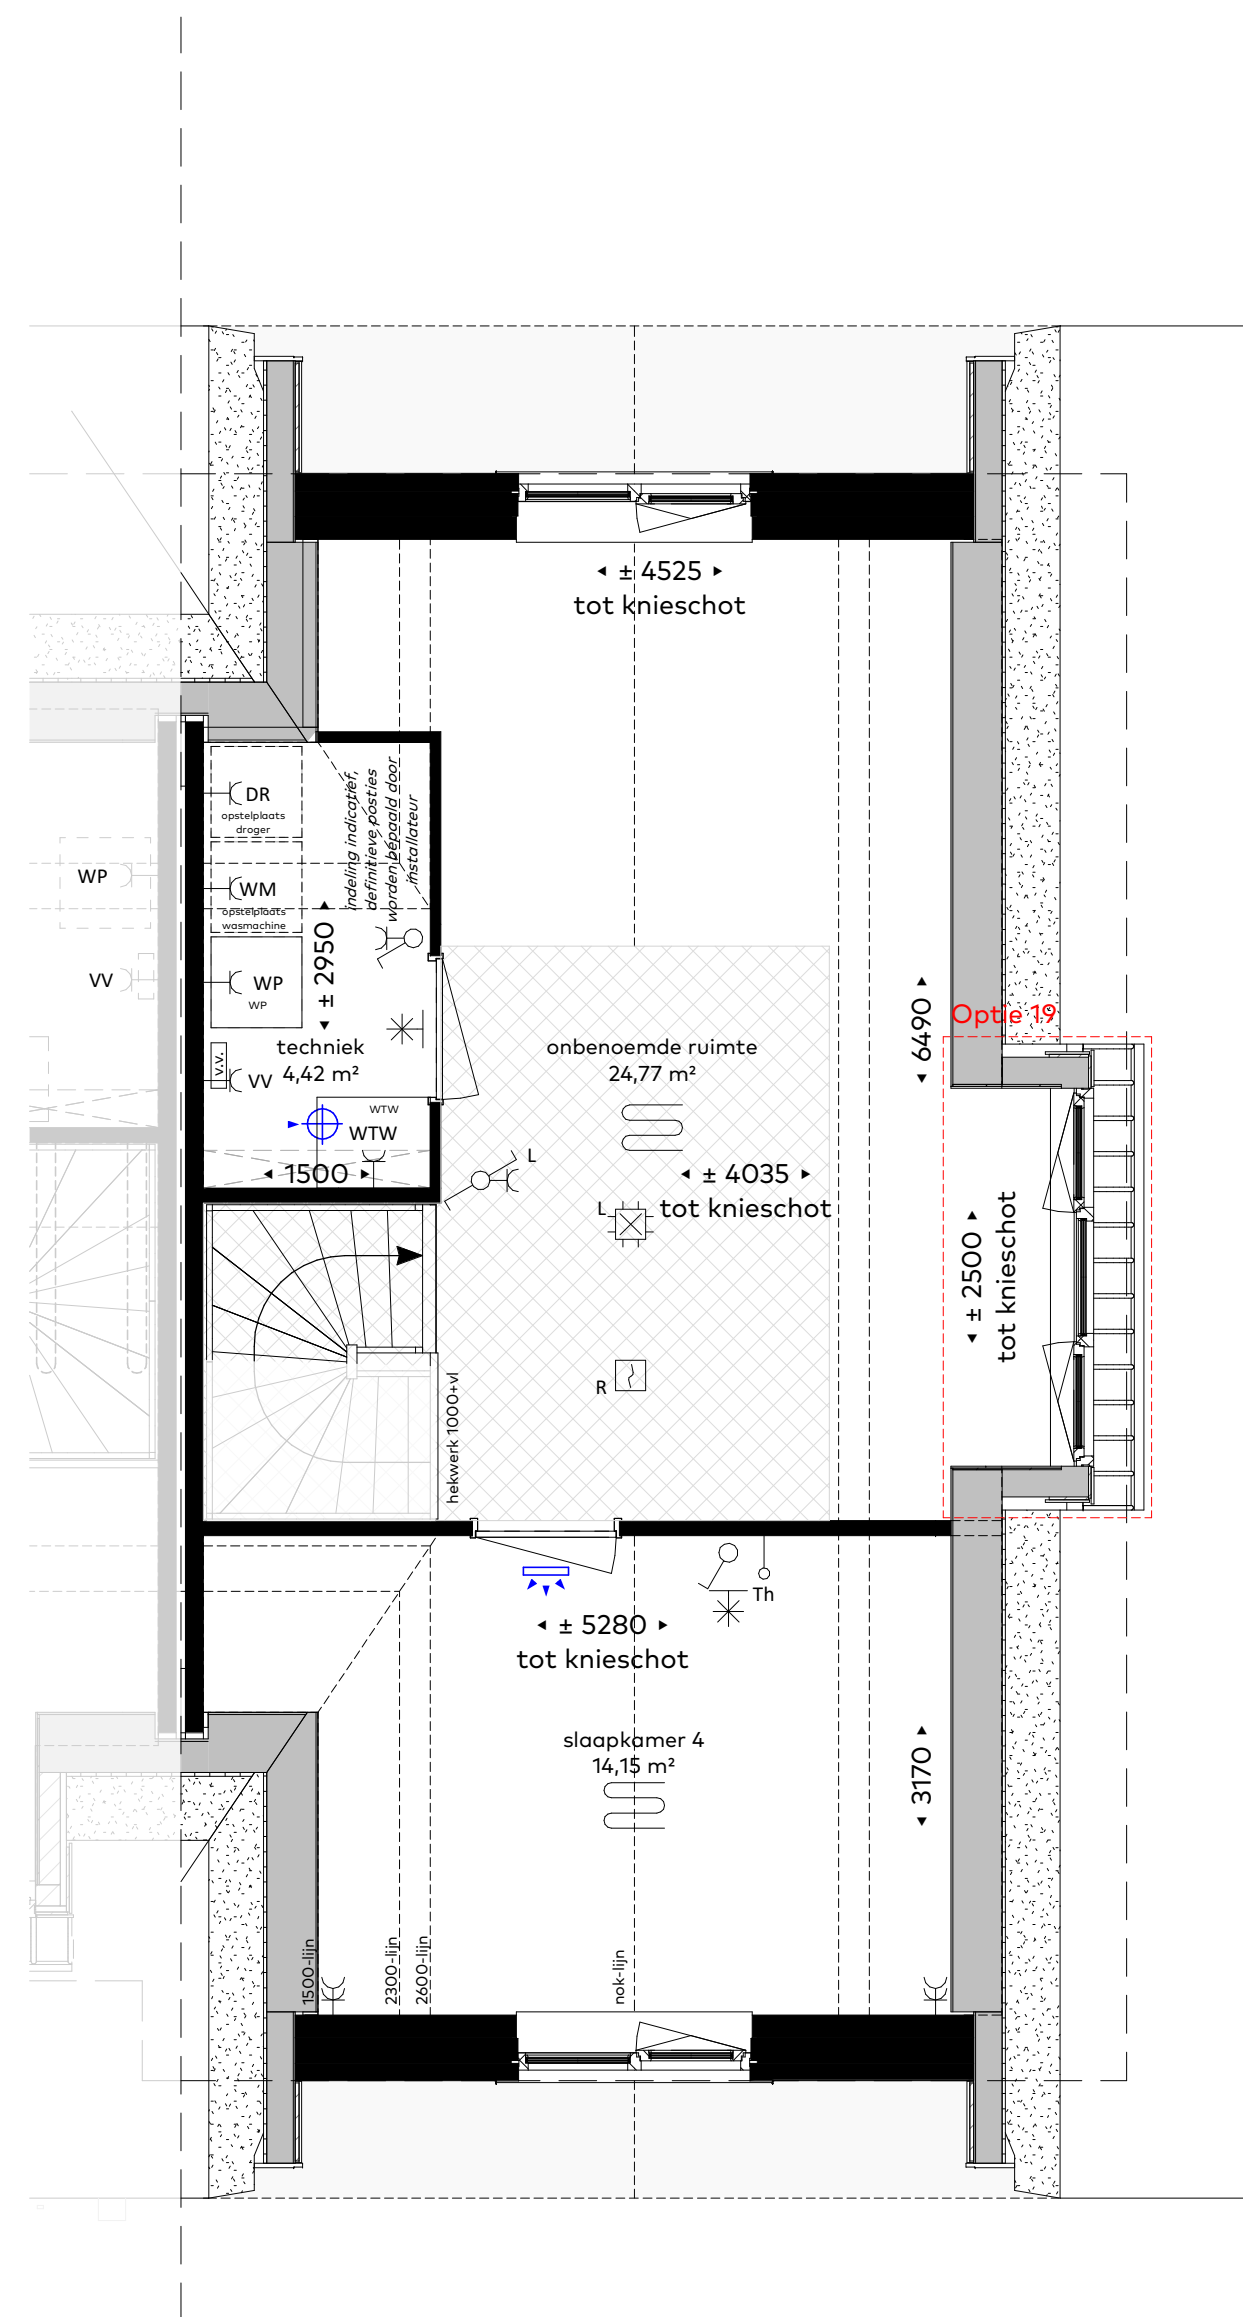 ± 4525
tot knieschot
DR
opstelplaats
droger
indeling indicatief,
definitieve posties
worden bepaald door
installateur
WP
WM
opstelplaats
wasmachine
± 2950
VV
WP
WP
6490
Optie 19
techniek
4,42 m²
onbenoemde ruimte
24,77 m²
v.v.
VV
WTW
WTW
1500
L
± 4035
tot knieschot
L
± 2500
tot knieschot
R
hekwerk 1000+vl
Th
± 5280
tot knieschot
slaapkamer 4
14,15 m²
3170
1500-lijn
2300-lijn
2600-lijn
nok-lijn